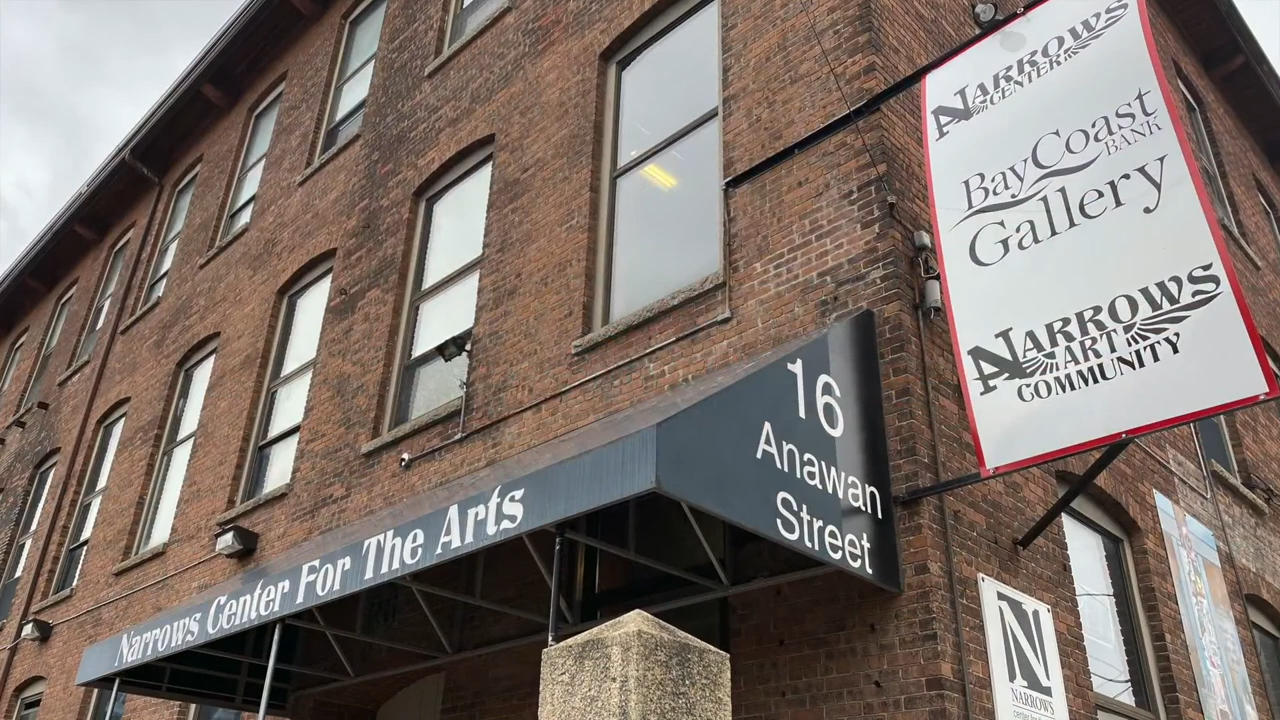 NARROWS
CENTER
BayCoast
BANK
Gallery
NARROWS
ART
COMMUNITY
16
Anawan
Street
Narrows Center For The Arts
N
NARROWS